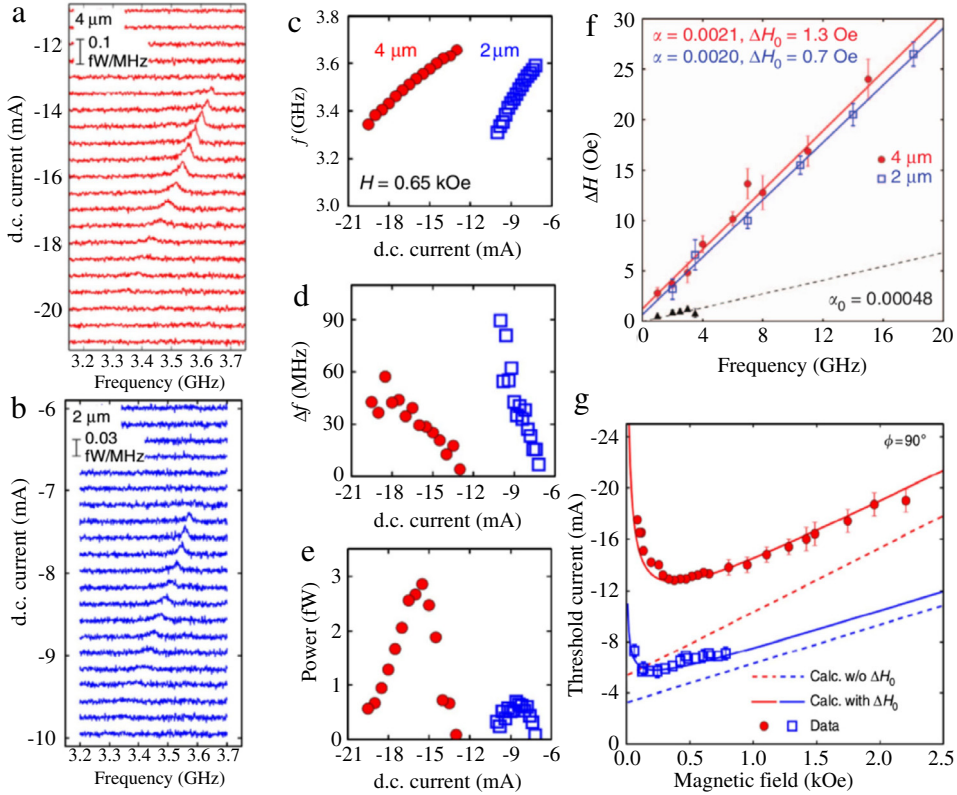 a
4 μm
0.1
fW/MHz
-12
-14
-16
-18
-20
d.c. current (mA)
3.2 3.3 3.4 3.5 3.6 3.7
Frequency (GHz)
b
2 μm
0.03
fW/MHz
-6
-7
-8
-9
-10
d.c. current (mA)
3.2 3.3 3.4 3.5 3.6 3.7
Frequency (GHz)
c
4 μm
2 μm
3.8
3.6
3.4
3.2
3.0
f (GHz)
H = 0.65 kOe
-21 -18 -15 -12 -9 -6
d.c. current (mA)
d
90
60
30
0
Δf (MHz)
-21 -18 -15 -12 -9 -6
d.c. current (mA)
e
3
2
1
0
Power (fW)
-21 -18 -15 -12 -9 -6
d.c. current (mA)
f
α = 0.0021, ΔH0 = 1.3 Oe
α = 0.0020, ΔH0 = 0.7 Oe
25
20
15
10
5
0
ΔH (Oe)
4 μm
2 μm
α0 = 0.00048
0 4 8 12 16 20
Frequency (GHz)
g
ϕ = 90°
-24
-20
-16
-12
-8
-4
Threshold current (mA)
Calc. w/o ΔH0
Calc. with ΔH0
Data
0.0 0.5 1.0 1.5 2.0 2.5
Magnetic field (kOe)